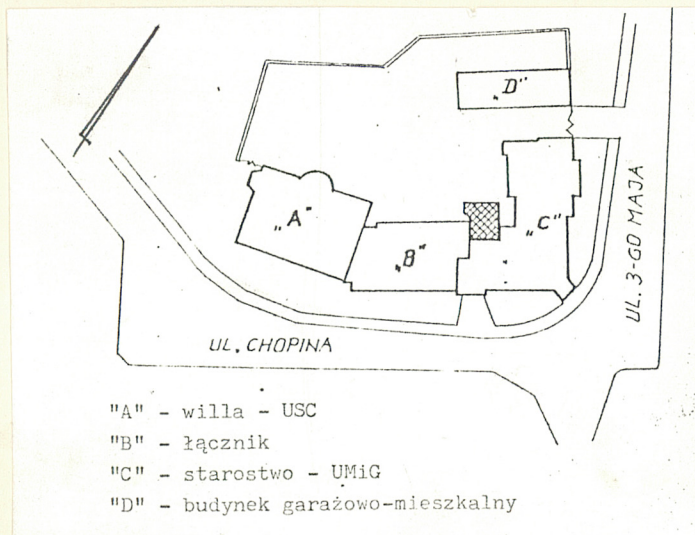 „D"
„A"
„C"
„B"
UL. 3-GO MAJA
UL. CHOPINA
"A" - willa - USC
"B" - łącznik
"C" - starostwo - UMiG
"D" - budynek garażowo-mieszkalny